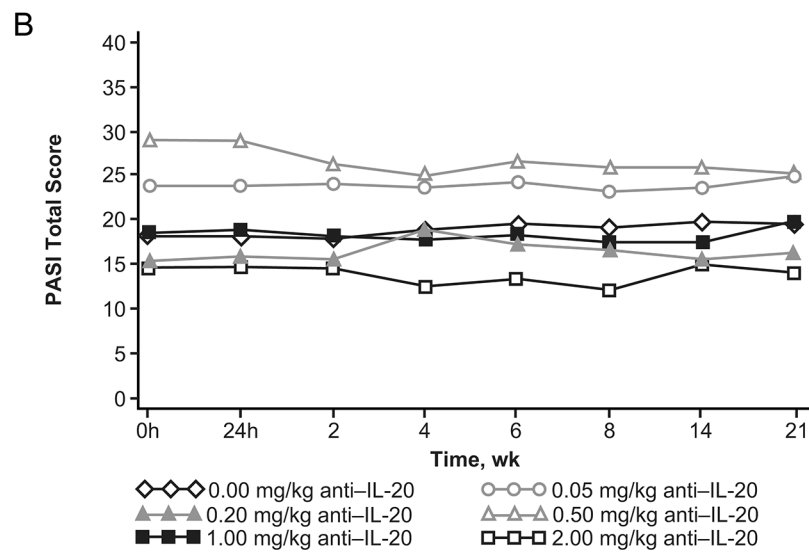 B
PASI Total Score
40
35
30
25
20
15
10
5
0
0h 24h 2 4 6 8 14 21
Time, wk
0.00 mg/kg anti–IL-20 0.05 mg/kg anti–IL-20
0.20 mg/kg anti–IL-20 0.50 mg/kg anti–IL-20
1.00 mg/kg anti–IL-20 2.00 mg/kg anti–IL-20